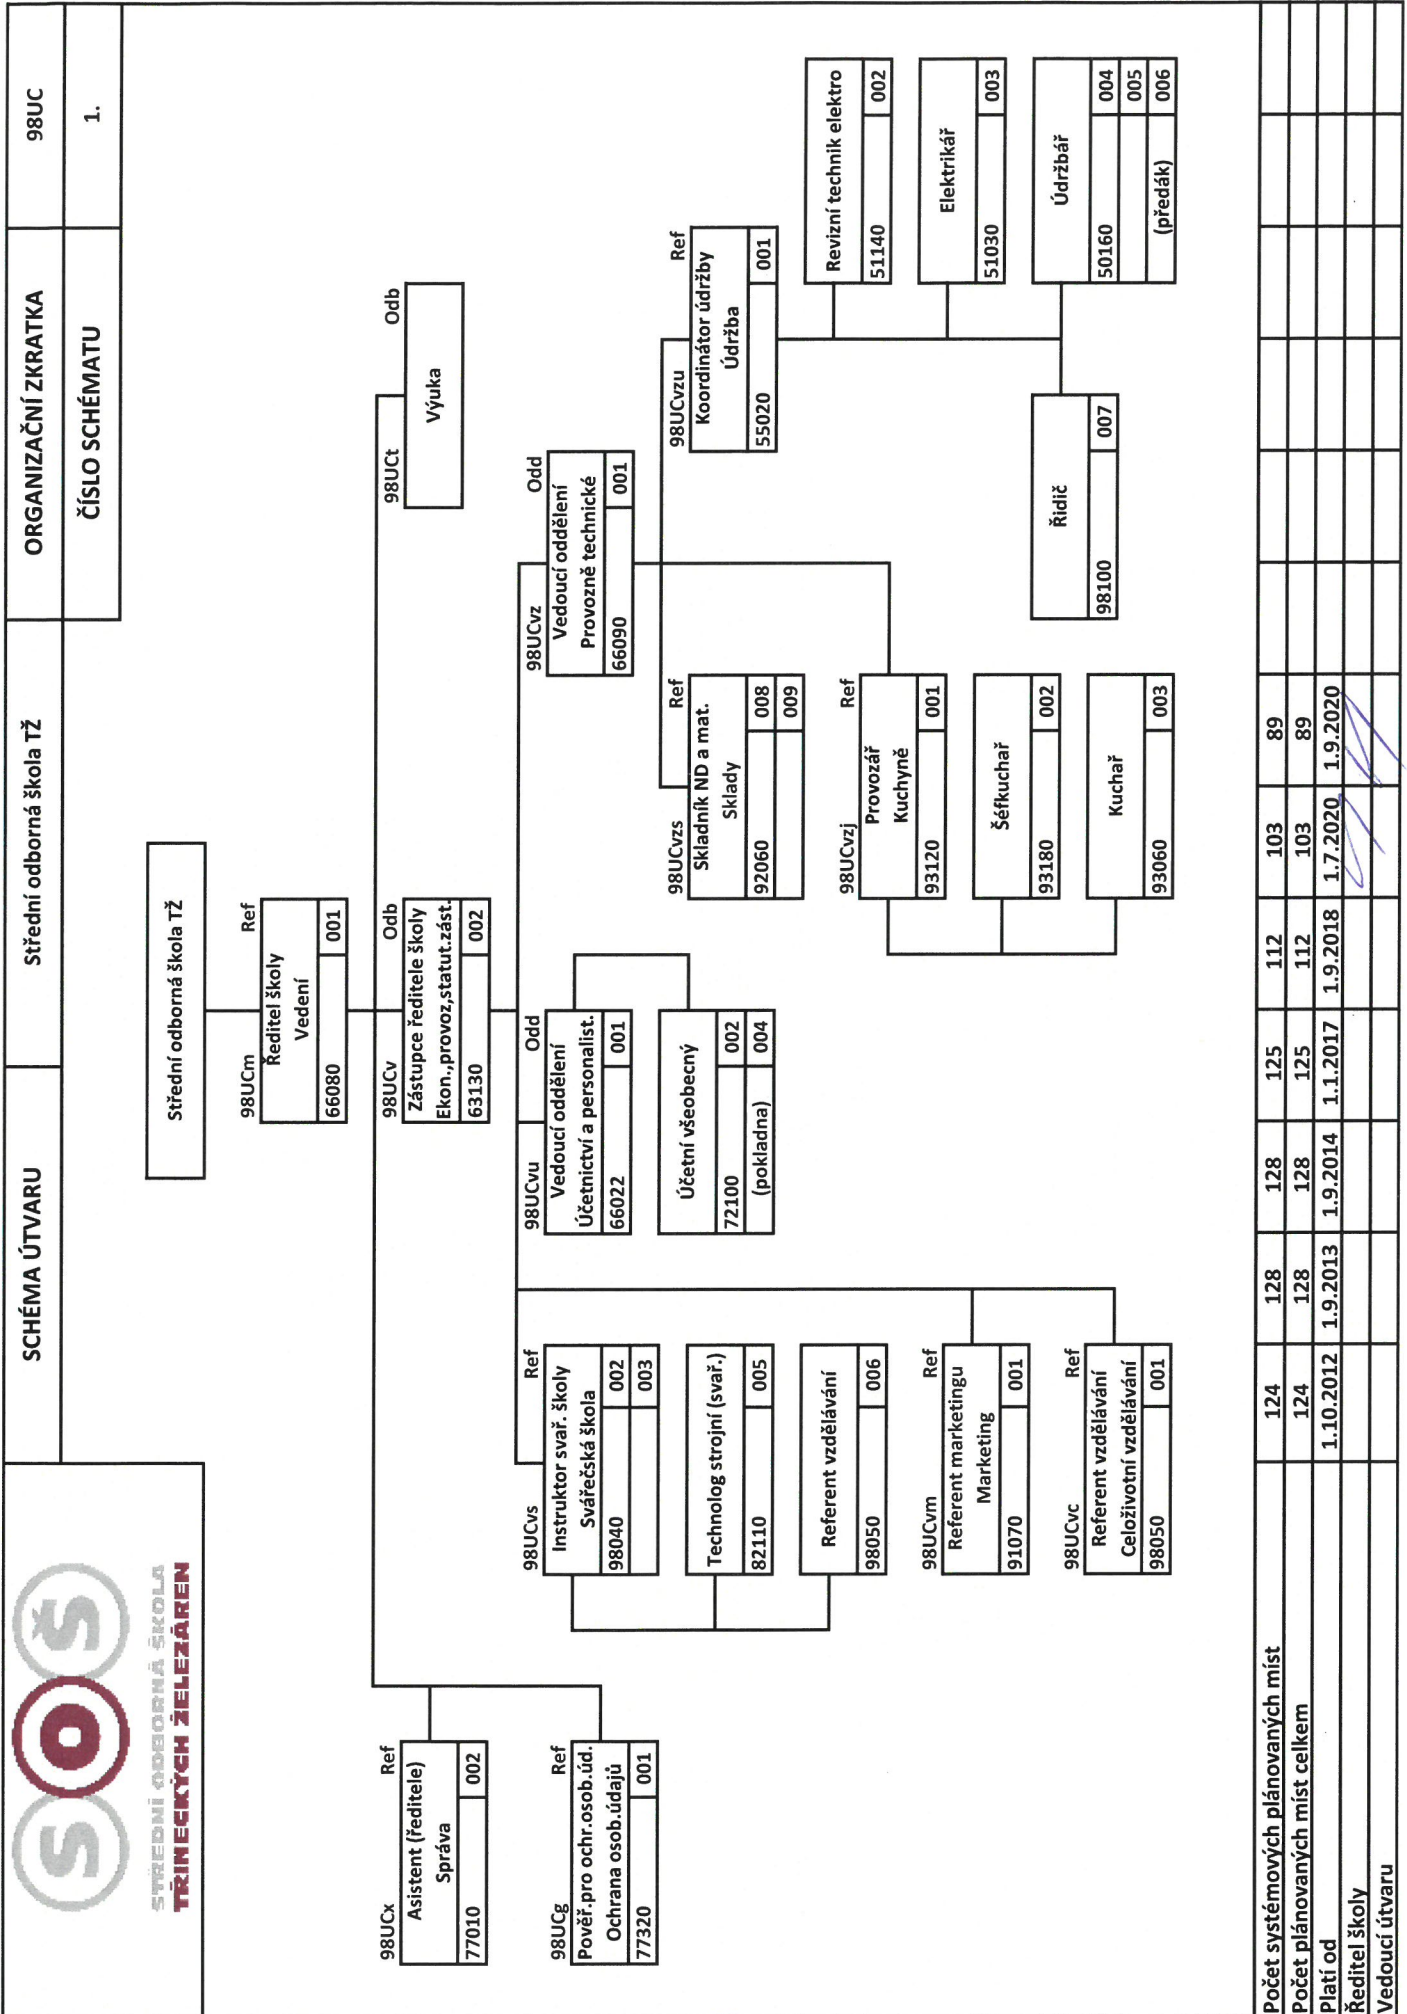 SOŠ
STŘEDNÍ ODBORNÁ ŠKOLA
TŘINECKÝCH ŽELEZÁREN
SCHÉMA ÚTVARU
Střední odborná škola TŽ
ORGANIZAČNÍ ZKRATKA
98UC
ČÍSLO SCHÉMATU
1.
Střední odborná škola TŽ
98UCm Ref
Ředitel školy
Vedení
66080 001
98UCx Ref
Asistent (ředitele)
Správa
77010 002
98UCg Ref
Pověř.pro ochr.osob.úd.
Ochrana osob.údajů
77320 001
98UCv Odb
Zástupce ředitele školy
Ekon.,provoz,statut.zást.
63130 002
98UCt Odb
Výuka
98UCvs Ref
Instruktor svař. školy
Svářečská škola
98040 002
003
Technolog strojní (svař.)
82110 005
Referent vzdělávání
98050 006
98UCvm Ref
Referent marketingu
Marketing
91070 001
98UCvc Ref
Referent vzdělávání
Celoživotní vzdělávání
98050 001
98UCvu Odd
Vedoucí oddělení
Účetnictví a personalist.
66022 001
Účetní všeobecný
72100 002
(pokladna) 004
98UCvz Odd
Vedoucí oddělení
Provozně technické
66090 001
98UCvzs Ref
Skladník ND a mat.
Sklady
92060 008
009
98UCvzj Ref
Provozář
Kuchyně
93120 001
Šéfkuchař
93180 002
Kuchař
93060 003
98UCvzu Ref
Koordinátor údržby
Údržba
55020 001
Revizní technik elektro
51140 002
Elektrikář
51030 003
Údržbář
50160 004
005
(předák) 006
Řidič
98100 007
Počet systémových plánovaných míst 124 128 128 125 112 103 89
Počet plánovaných míst celkem 124 128 128 125 112 103 89
Platí od 1.10.2012 1.9.2013 1.9.2014 1.1.2017 1.9.2018 1.7.2020 1.9.2020
Ředitel školy
Vedoucí útvaru